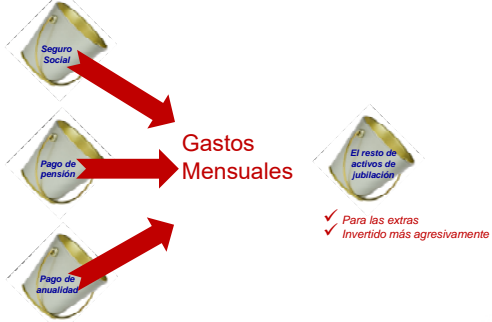 Seguro
Social
Pago de
pensión
Gastos
Mensuales
El resto de
activos de
jubilación
Para las extras
Invertido más agresivamente
Pago de
anualidad